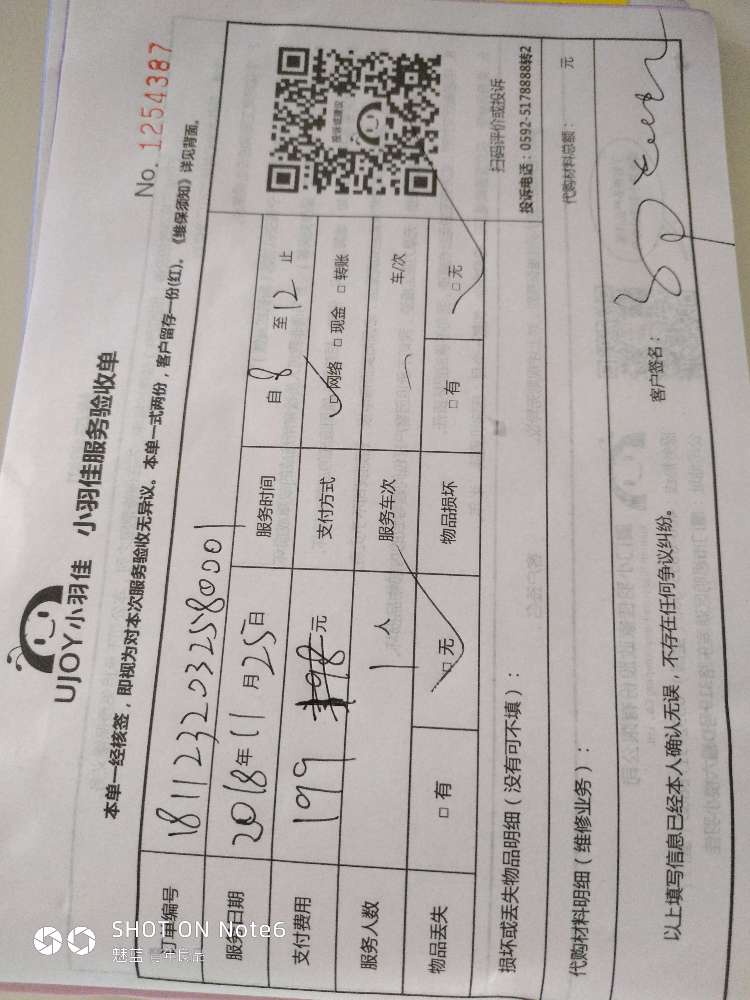 UJOY小羽佳 小羽佳服务验收单
No. 1254387
本单一经核签，即视为对本次服务验收无异议。本单一式两份，客户留存一份(红)。《维保须知》详见背面。
订单编号 1811232032580001
服务日期 2018年11月25日 服务时间 自8至12止
支付费用 199 元 支付方式 ☑网络 □现金 □转账
服务人数 1人 服务车次 车/次
物品丢失 □有 ☑无 物品损坏 □有 ☑无
投诉或建议
扫码评价或投诉
投诉电话：0592-5178888转2
损坏或丢失物品明细（没有可不填）：
代购材料明细（维修业务）： 代购材料总额： 元
以上填写信息已经本人确认无误，不存在任何争议纠纷。 客户签名：
SHOT ON Note6
魅蓝